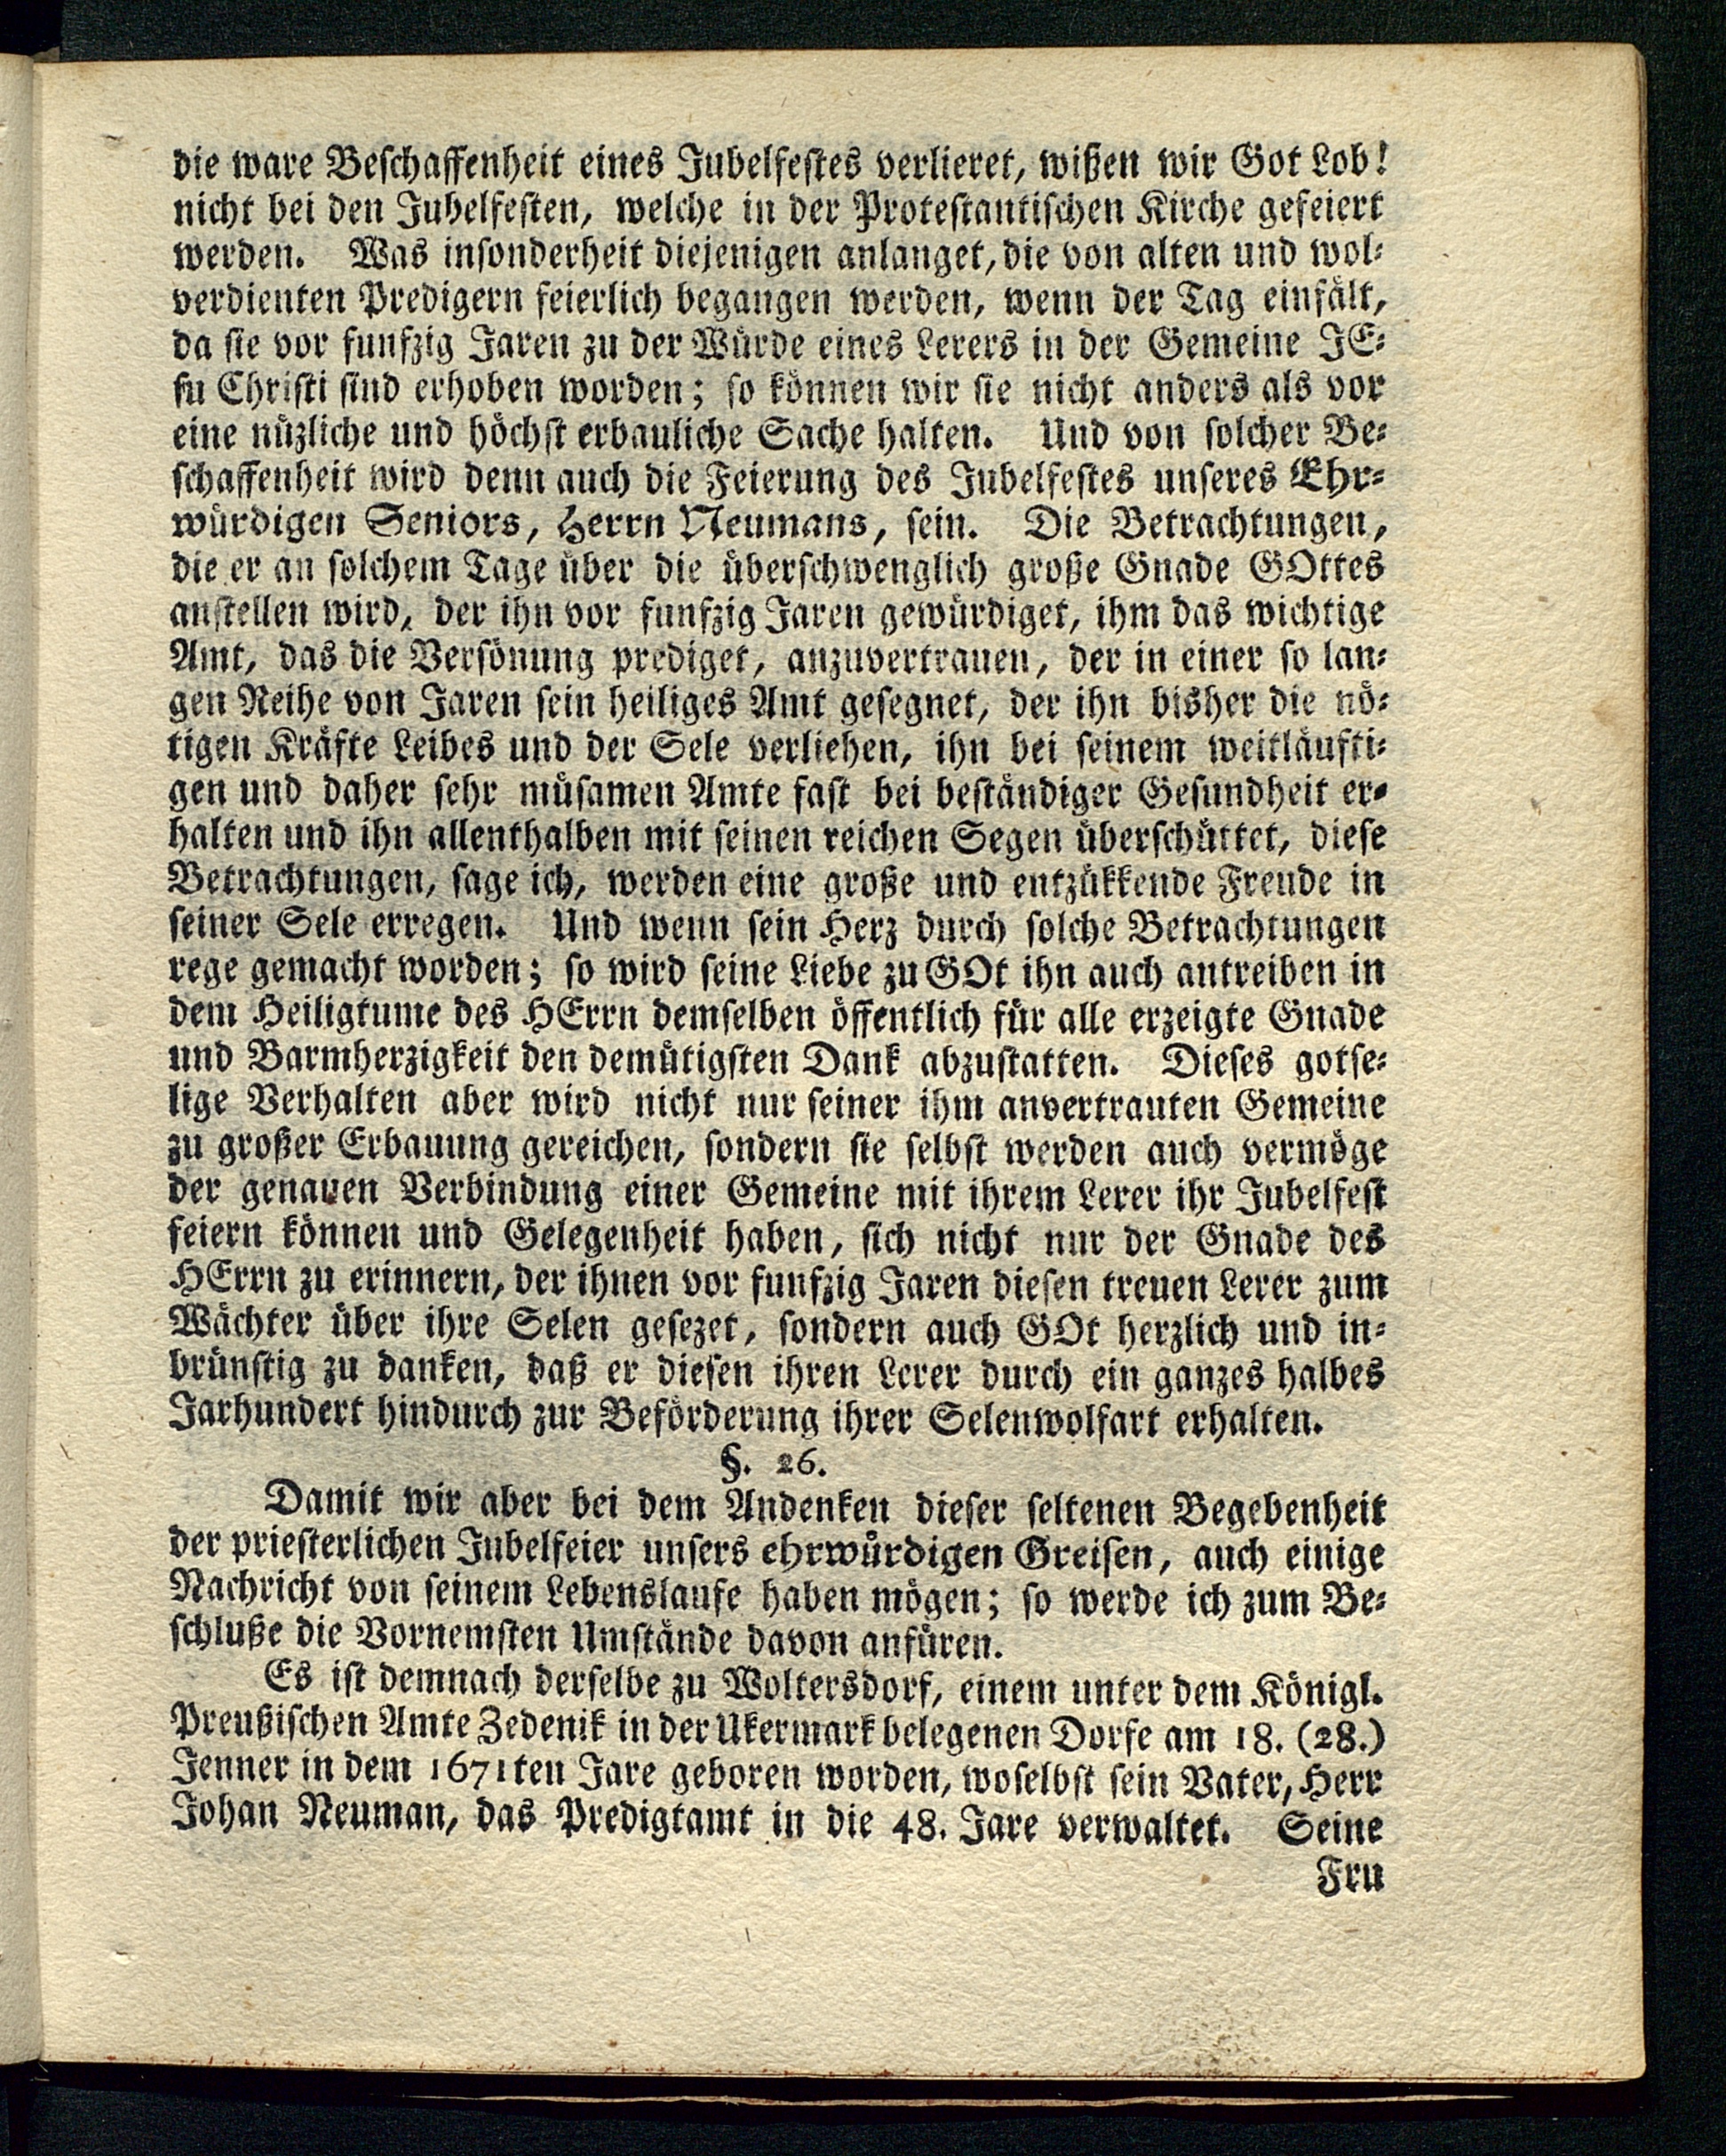 die ware Beschaffenheit eines Jubelfestes verlieret, wißen wir Got Lob!
nicht bei den Jubelfesten, welche in der Protestantischen Kirche gefeiert
werden. Was insonderheit diejenigen anlanget, die von alten und wol⸗
verdienten Predigern feierlich begangen werden, wenn der Tag einfält,
da sie vor funfzig Jaren zu der Würde eines Lerers in der Gemeine JE⸗
su Christi sind erhoben worden; so können wir sie nicht anders als vor
eine nüzliche und höchst erbauliche Sache halten. Und von solcher Be⸗
schaffenheit wird denn auch die Feierung des Jubelfestes unseres Ehr⸗
würdigen Seniors, Herrn Neumans, sein. Die Betrachtungen,
die er an solchem Tage über die überschwenglich große Gnade GOttes
anstellen wird, der ihn vor funfzig Jaren gewürdiget, ihm das wichtige
Amt, das die Versönung prediget, anzuvertrauen, der in einer so lan⸗
gen Reihe von Jaren sein heiliges Amt gesegnet, der ihn bisher die nö⸗
tigen Kräfte Leibes und der Sele verliehen, ihn bei seinem weitläufti⸗
gen und daher sehr müsamen Amte fast bei beständiger Gesundheit er⸗
halten und ihn allenthalben mit seinen reichen Segen überschüttet, diese
Betrachtungen, sage ich, werden eine große und entzükkende Freude in
seiner Sele erregen. Und wenn sein Herz durch solche Betrachtungen
rege gemacht worden; so wird seine Liebe zu GOt ihn auch antreiben in
dem Heiligtume des HErrn demselben öffentlich für alle erzeigte Gnade
und Barmherzigkeit den demütigsten Dank abzustatten. Dieses gotse⸗
lige Verhalten aber wird nicht nur seiner ihm anvertrauten Gemeine
zu großer Erbauung gereichen, sondern sie selbst werden auch vermöge
der genauen Verbindung einer Gemeine mit ihrem Lerer ihr Jubelfest
feiern können und Gelegenheit haben, sich nicht nur der Gnade des
HErrn zu erinnern, der ihnen vor funfzig Jaren diesen treuen Lerer zum
Wächter über ihre Selen gesezet, sondern auch GOt herzlich und in⸗
brünstig zu danken, daß er diesen ihren Lerer durch ein ganzes halbes
Jarhundert hindurch zur Beförderung ihrer Selenwolfart erhalten.
§. 26.
Damit wir aber bei dem Andenken dieser seltenen Begebenheit
der priesterlichen Jubelfeier unsers ehrwürdigen Greisen, auch einige
Nachricht von seinem Lebenslaufe haben mögen; so werde ich zum Be⸗
schluße die Vornemsten Umstände davon anfüren.
Es ist demnach derselbe zu Woltersdorf, einem unter dem Königl.
Preußischen Amte Zedenik in der Ukermark belegenen Dorfe am 18. (28.)
Jenner in dem 1671ten Jare geboren worden, woselbst sein Vater, Herr
Johan Neuman, das Predigtamt in die 48. Jare verwaltet. Seine
Fru